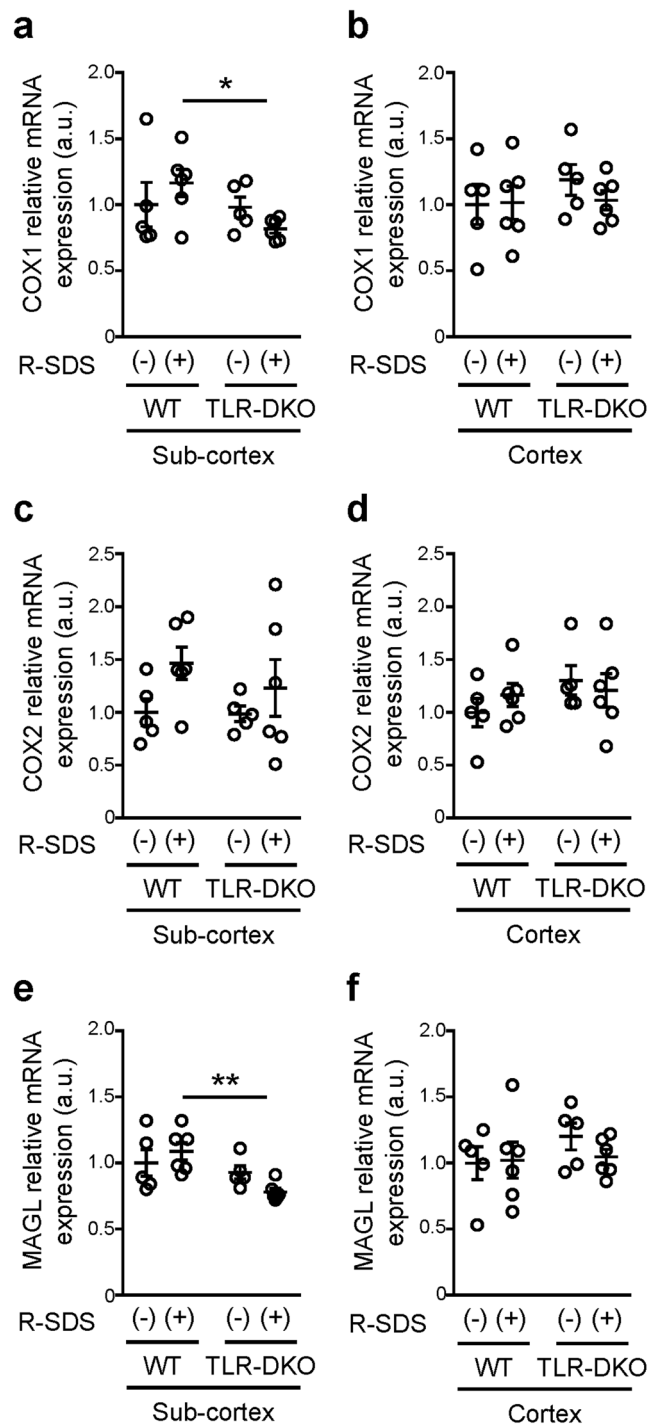 a
COX1 relative mRNA
expression (a.u.)
2.0
1.5
1.0
0.5
0
*
R-SDS (-) (+) (-) (+)
WT TLR-DKO
Sub-cortex
b
COX1 relative mRNA
expression (a.u.)
2.0
1.5
1.0
0.5
0
R-SDS (-) (+) (-) (+)
WT TLR-DKO
Cortex
c
COX2 relative mRNA
expression (a.u.)
2.5
2.0
1.5
1.0
0.5
0
R-SDS (-) (+) (-) (+)
WT TLR-DKO
Sub-cortex
d
COX2 relative mRNA
expression (a.u.)
2.5
2.0
1.5
1.0
0.5
0
R-SDS (-) (+) (-) (+)
WT TLR-DKO
Cortex
e
MAGL relative mRNA
expression (a.u.)
2.0
1.5
1.0
0.5
0
**
R-SDS (-) (+) (-) (+)
WT TLR-DKO
Sub-cortex
f
MAGL relative mRNA
expression (a.u.)
2.0
1.5
1.0
0.5
0
R-SDS (-) (+) (-) (+)
WT TLR-DKO
Cortex